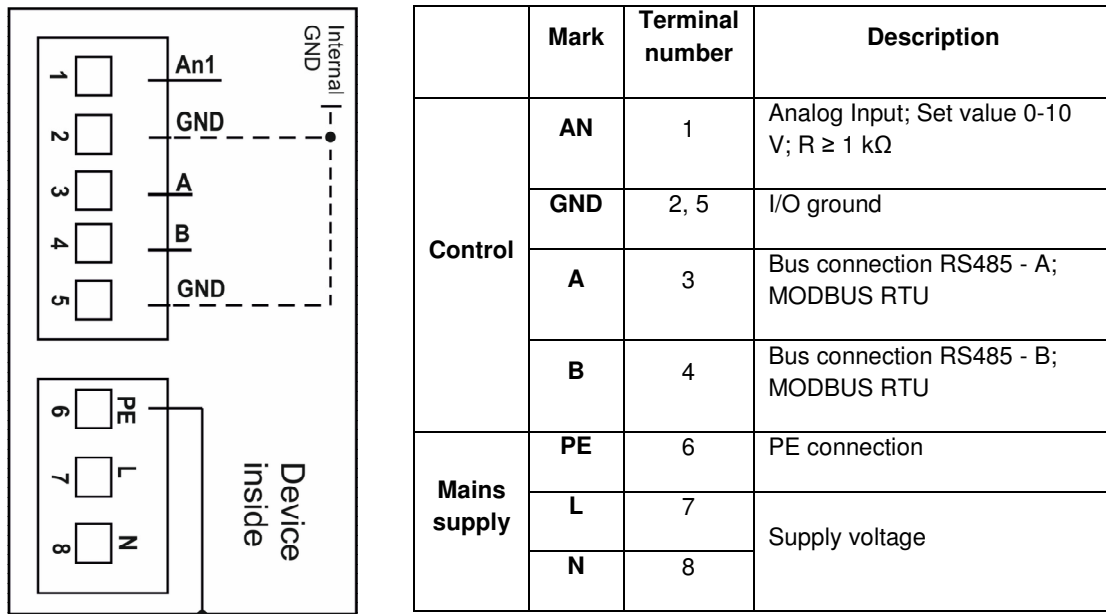 Internal
GND
1
An1
2
GND
3
A
4
B
5
GND
6
PE
7
L
8
N
Device
inside
Mark
Terminal
number
Description
Control
AN
1
Analog Input; Set value 0-10
V; R ≥ 1 kΩ
GND
2, 5
I/O ground
A
3
Bus connection RS485 - A;
MODBUS RTU
B
4
Bus connection RS485 - B;
MODBUS RTU
Mains
supply
PE
6
PE connection
L
7
Supply voltage
N
8